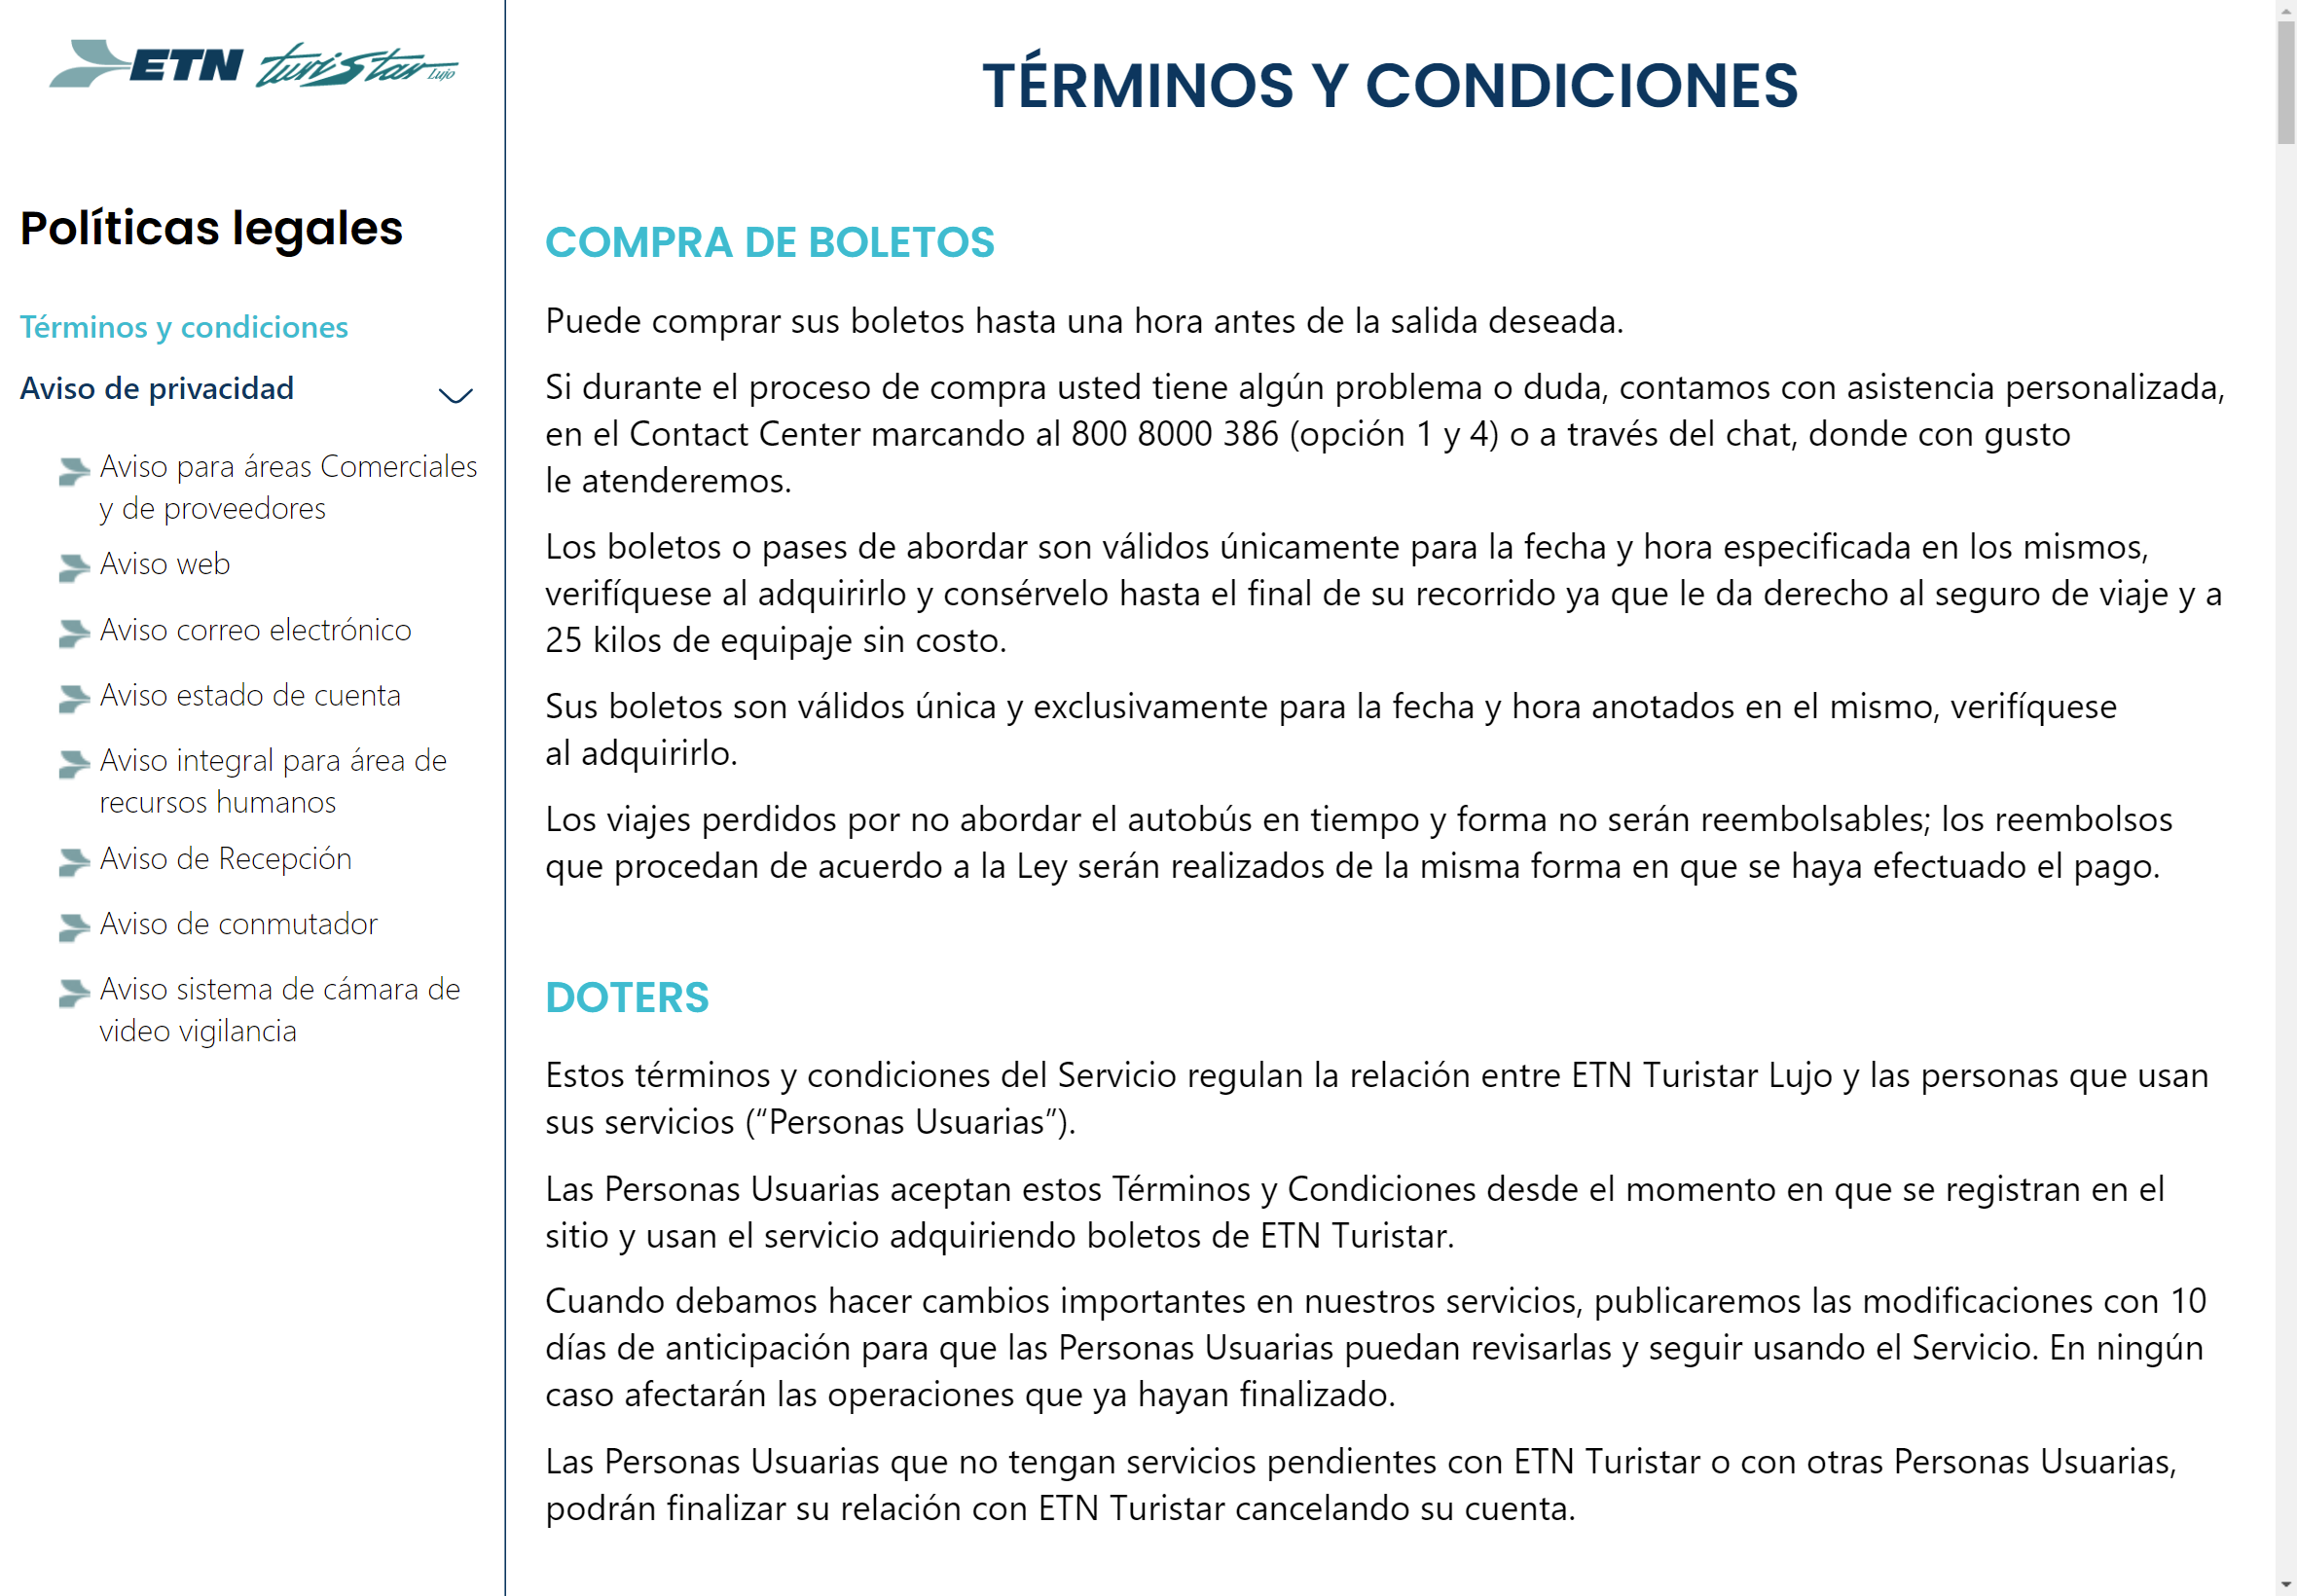 ETN turistar Lujo
Políticas legales
Términos y condiciones
Aviso de privacidad
Aviso para áreas Comerciales
y de proveedores
Aviso web
Aviso correo electrónico
Aviso estado de cuenta
Aviso integral para área de
recursos humanos
Aviso de Recepción
Aviso de conmutador
Aviso sistema de cámara de
video vigilancia
TÉRMINOS Y CONDICIONES
COMPRA DE BOLETOS
Puede comprar sus boletos hasta una hora antes de la salida deseada.
Si durante el proceso de compra usted tiene algún problema o duda, contamos con asistencia personalizada,
en el Contact Center marcando al 800 8000 386 (opción 1 y 4) o a través del chat, donde con gusto
le atenderemos.
Los boletos o pases de abordar son válidos únicamente para la fecha y hora especificada en los mismos,
verifíquese al adquirirlo y consérvelo hasta el final de su recorrido ya que le da derecho al seguro de viaje y a
25 kilos de equipaje sin costo.
Sus boletos son válidos única y exclusivamente para la fecha y hora anotados en el mismo, verifíquese
al adquirirlo.
Los viajes perdidos por no abordar el autobús en tiempo y forma no serán reembolsables; los reembolsos
que procedan de acuerdo a la Ley serán realizados de la misma forma en que se haya efectuado el pago.
DOTERS
Estos términos y condiciones del Servicio regulan la relación entre ETN Turistar Lujo y las personas que usan
sus servicios (“Personas Usuarias”).
Las Personas Usuarias aceptan estos Términos y Condiciones desde el momento en que se registran en el
sitio y usan el servicio adquiriendo boletos de ETN Turistar.
Cuando debamos hacer cambios importantes en nuestros servicios, publicaremos las modificaciones con 10
días de anticipación para que las Personas Usuarias puedan revisarlas y seguir usando el Servicio. En ningún
caso afectarán las operaciones que ya hayan finalizado.
Las Personas Usuarias que no tengan servicios pendientes con ETN Turistar o con otras Personas Usuarias,
podrán finalizar su relación con ETN Turistar cancelando su cuenta.